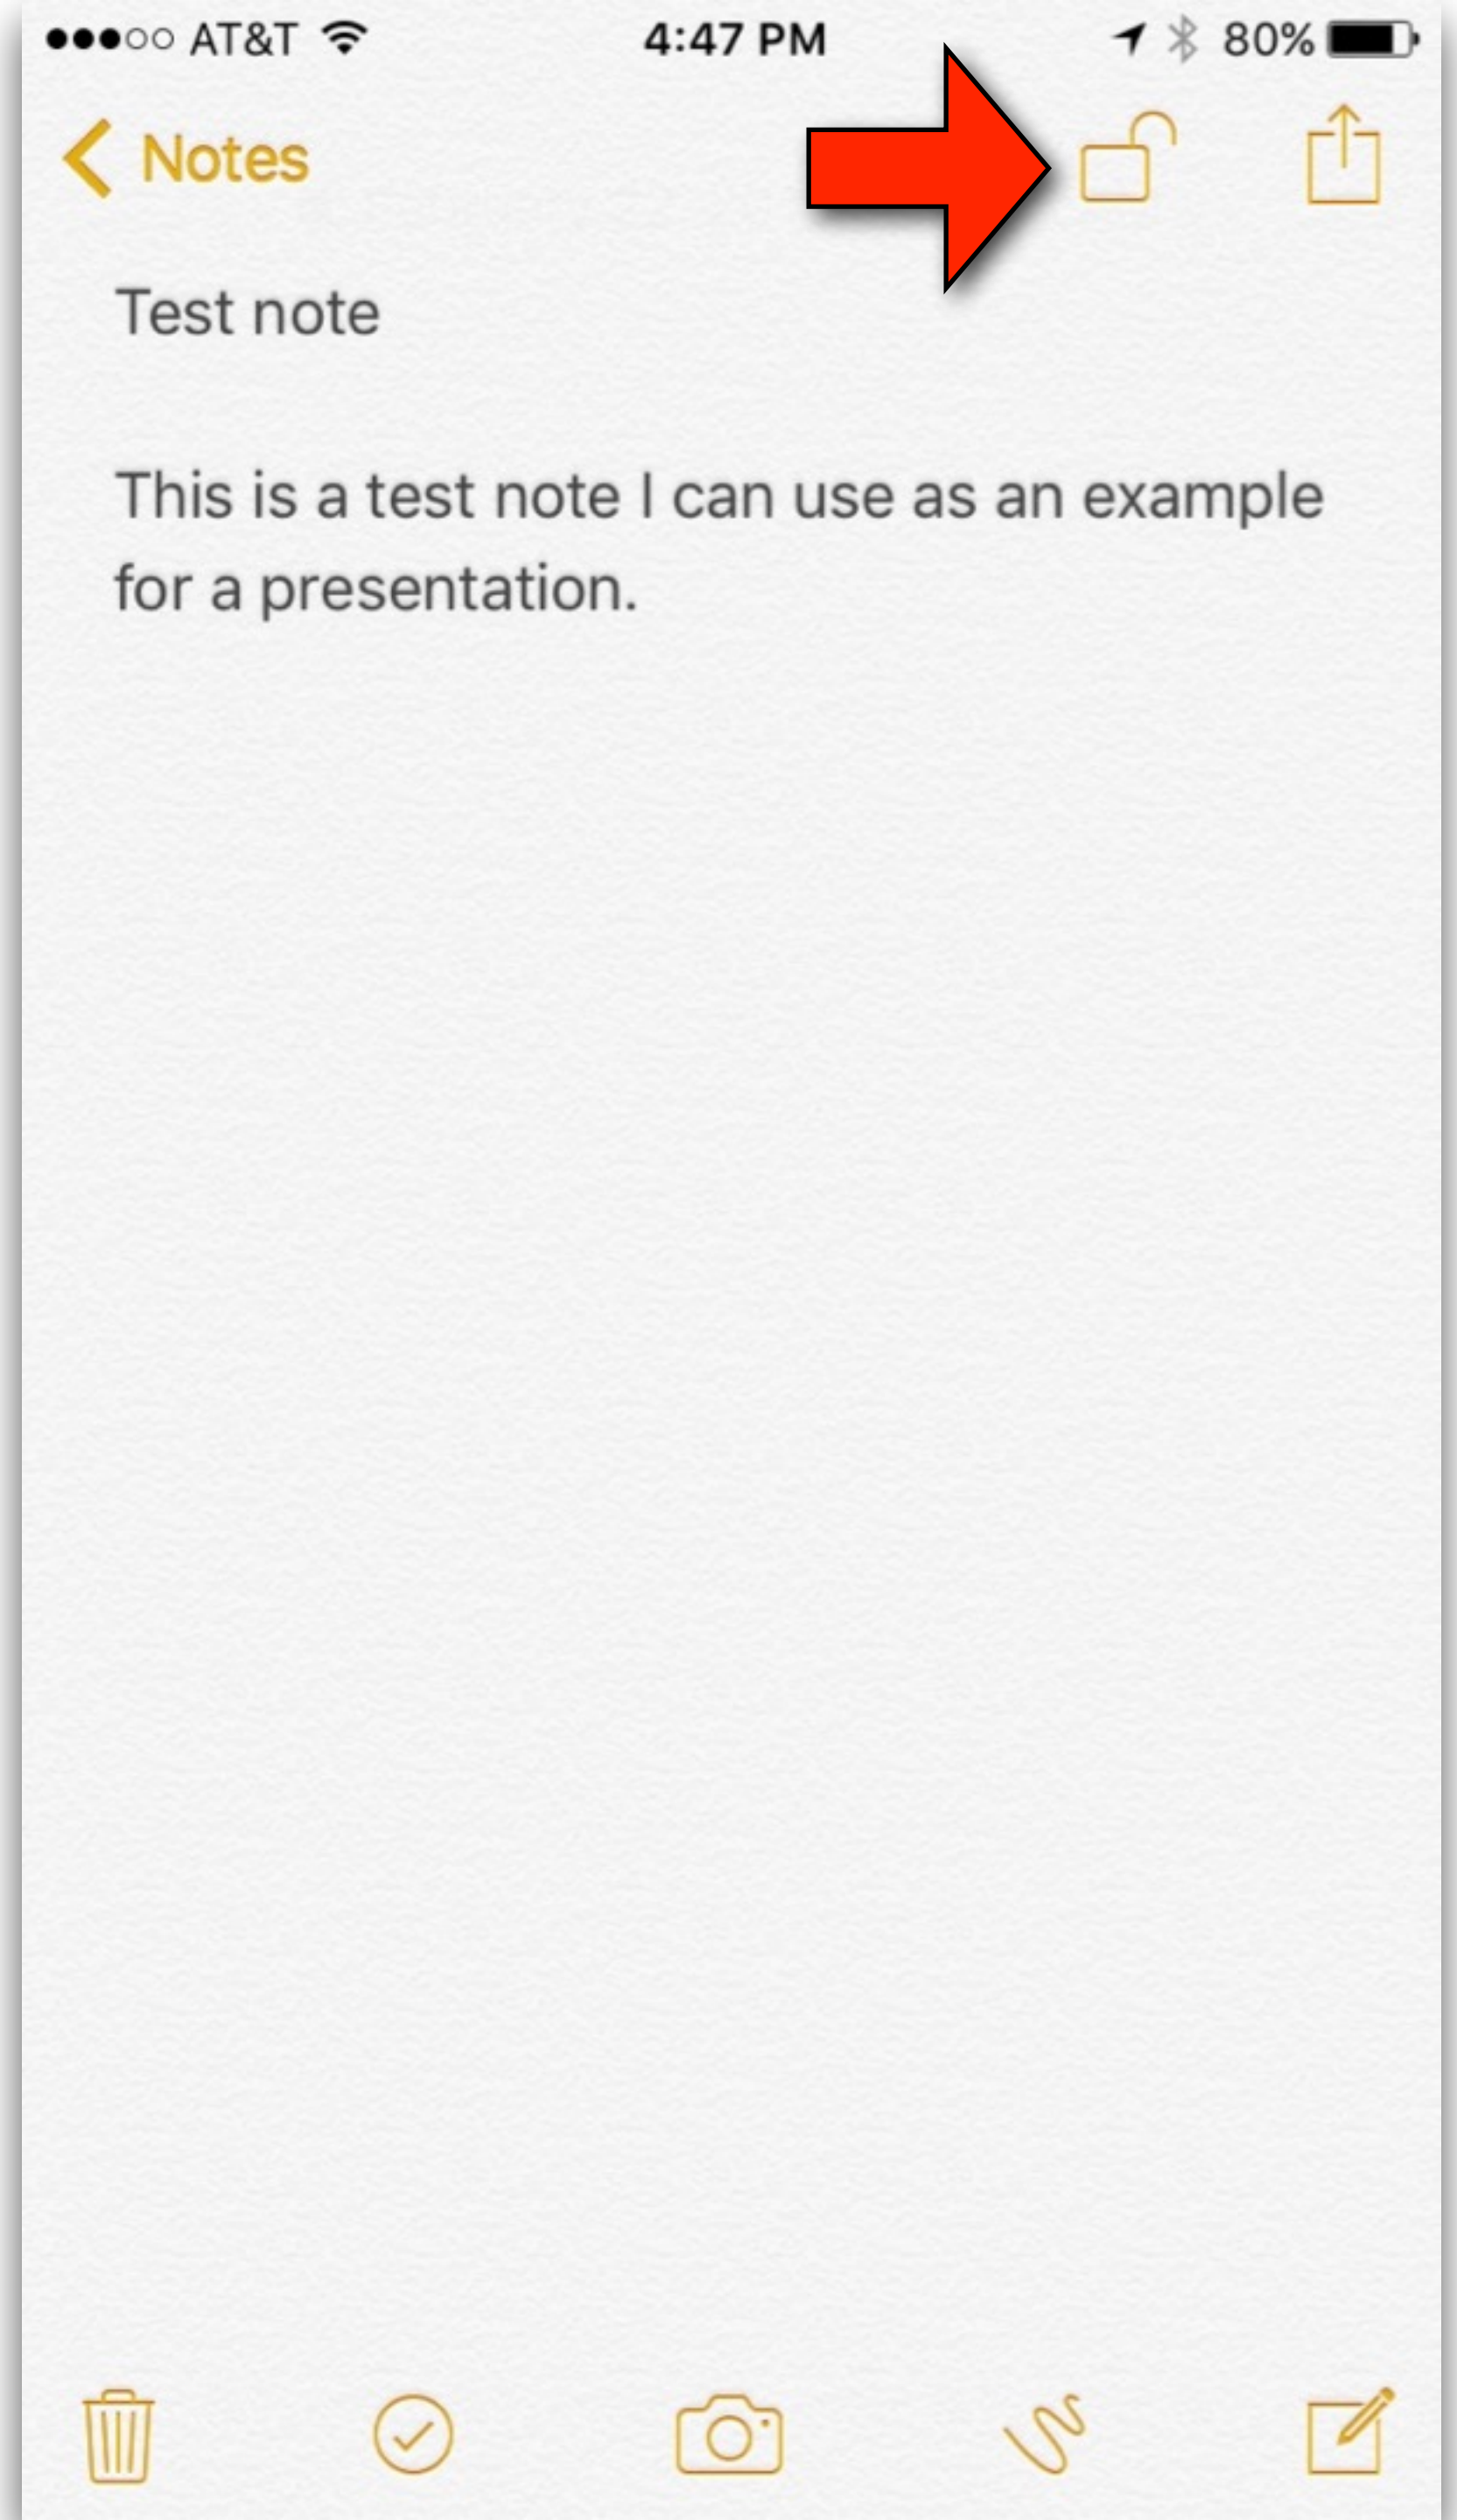 AT&T 4:47 PM 80%
Notes
Test note
This is a test note I can use as an example
for a presentation.